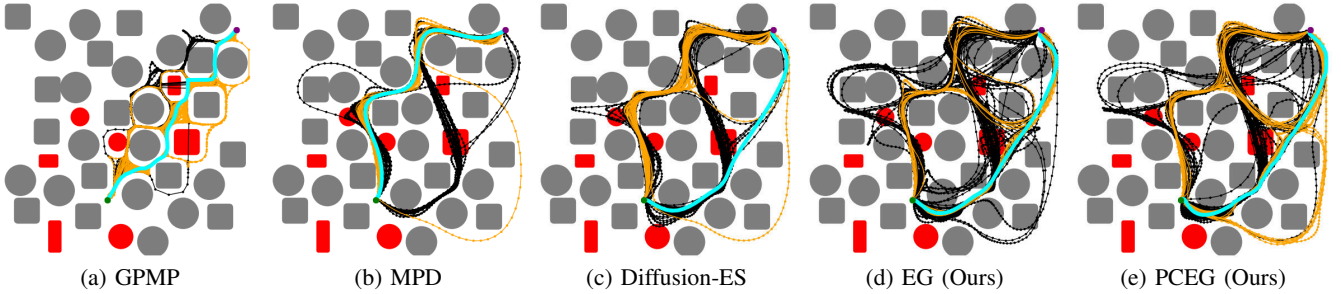 (a) GPMP
(b) MPD
(c) Diffusion-ES
(d) EG (Ours)
(e) PCEG (Ours)